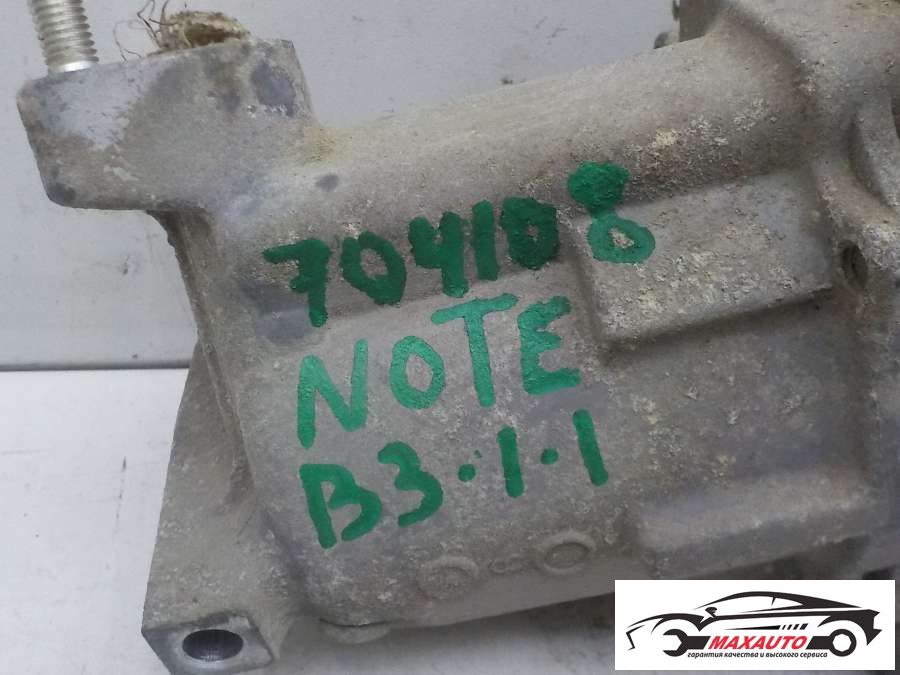 704108
NOTE
B3.1.1
MAXAUTO
гарантия качества и высокого сервиса